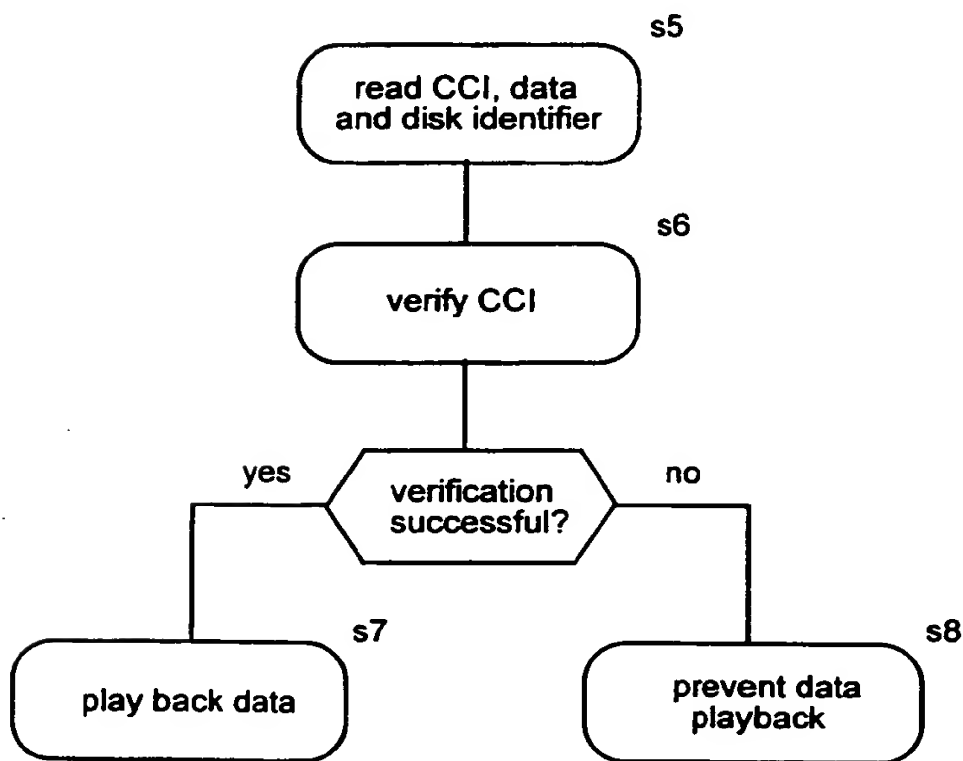 s5
read CCI, data
and disk identifier
s6
verify CCI
yes
verification
successful?
no
s7
play back data
s8
prevent data
playback